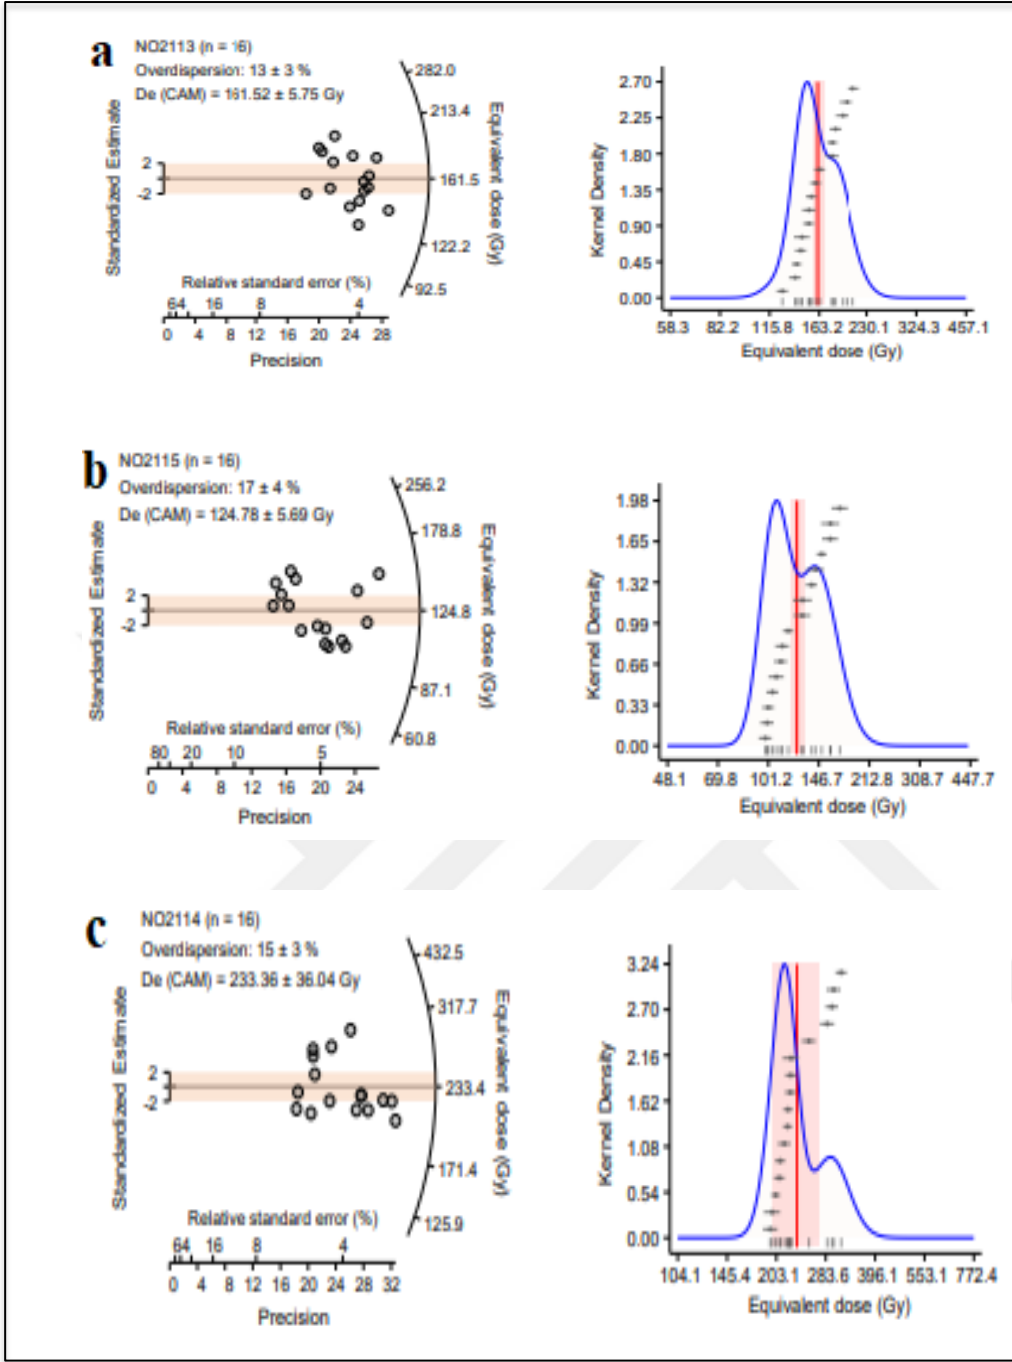 a
NO2113 (n = 16)
Overdispersion: 13 ± 3 %
De (CAM) = 161.52 ± 5.75 Gy
Standardized Estimate
2
-2
282.0
213.4
161.5
122.2
92.5
Equivalent dose (Gy)
Relative standard error (%)
64 16 8 4
0 4 8 12 16 20 24 28
Precision
Kernel Density
2.70
2.25
1.80
1.35
0.90
0.45
0.00
58.3 82.2 115.8 163.2 230.1 324.3 457.1
Equivalent dose (Gy)
b
NO2115 (n = 16)
Overdispersion: 17 ± 4 %
De (CAM) = 124.78 ± 5.69 Gy
Standardized Estimate
2
-2
256.2
178.8
124.8
87.1
60.8
Equivalent dose (Gy)
Relative standard error (%)
80 20 10 5
0 4 8 12 16 20 24
Precision
Kernel Density
1.98
1.65
1.32
0.99
0.66
0.33
0.00
48.1 69.8 101.2 146.7 212.8 308.7 447.7
Equivalent dose (Gy)
c
NO2114 (n = 16)
Overdispersion: 15 ± 3 %
De (CAM) = 233.36 ± 36.04 Gy
Standardized Estimate
2
-2
432.5
317.7
233.4
171.4
125.9
Equivalent dose (Gy)
Relative standard error (%)
64 16 8 4
0 4 8 12 16 20 24 28 32
Precision
Kernel Density
3.24
2.70
2.16
1.62
1.08
0.54
0.00
104.1 145.4 203.1 283.6 396.1 553.1 772.4
Equivalent dose (Gy)